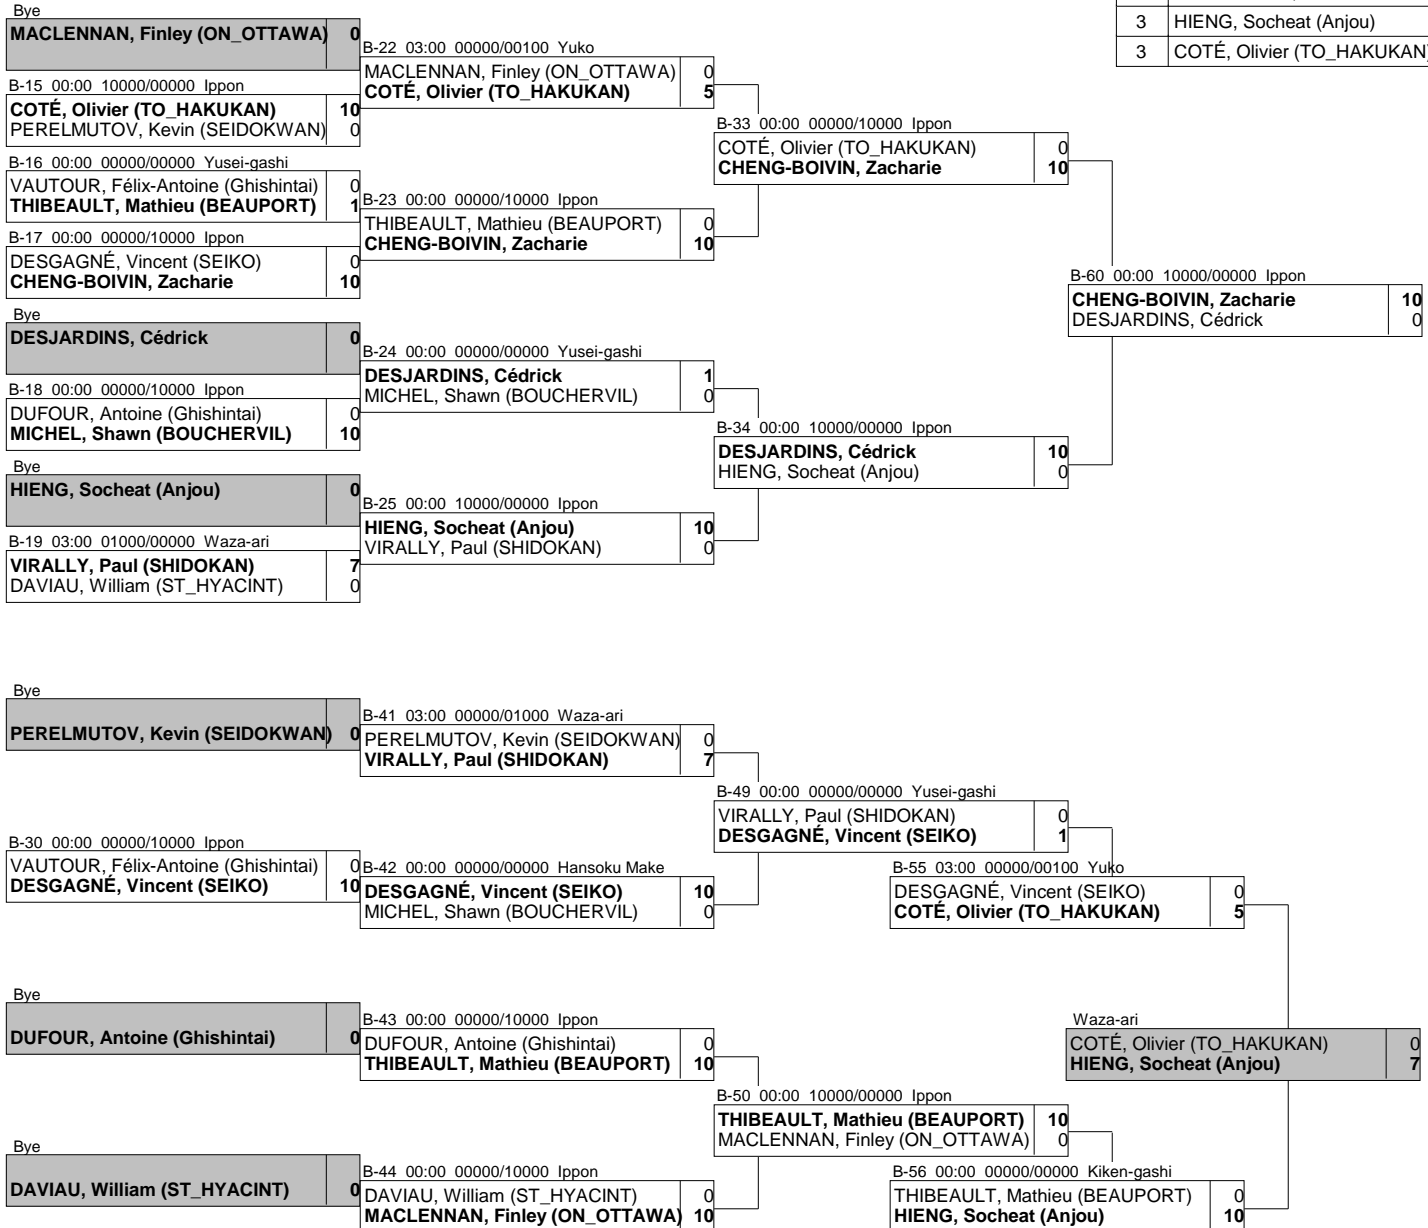 3 HIENG, Socheat (Anjou)
3 COTÉ, Olivier (TO_HAKUKAN)
Bye
MACLENNAN, Finley (ON_OTTAWA) 0
B-15 00:00 10000/00000 Ippon
COTÉ, Olivier (TO_HAKUKAN) 10
PERELMUTOV, Kevin (SEIDOKWAN) 0
B-16 00:00 00000/00000 Yusei-gashi
VAUTOUR, Félix-Antoine (Ghishintai) 0
THIBEAULT, Mathieu (BEAUPORT) 1
B-17 00:00 00000/10000 Ippon
DESGAGNÉ, Vincent (SEIKO) 0
CHENG-BOIVIN, Zacharie 10
Bye
DESJARDINS, Cédrick 0
B-18 00:00 00000/10000 Ippon
DUFOUR, Antoine (Ghishintai) 0
MICHEL, Shawn (BOUCHERVIL) 10
Bye
HIENG, Socheat (Anjou) 0
B-19 03:00 01000/00000 Waza-ari
VIRALLY, Paul (SHIDOKAN) 7
DAVIAU, William (ST_HYACINT) 0
B-22 03:00 00000/00100 Yuko
MACLENNAN, Finley (ON_OTTAWA) 0
COTÉ, Olivier (TO_HAKUKAN) 5
B-23 00:00 00000/10000 Ippon
THIBEAULT, Mathieu (BEAUPORT) 0
CHENG-BOIVIN, Zacharie 10
B-24 00:00 00000/00000 Yusei-gashi
DESJARDINS, Cédrick 1
MICHEL, Shawn (BOUCHERVIL) 0
B-25 00:00 10000/00000 Ippon
HIENG, Socheat (Anjou) 10
VIRALLY, Paul (SHIDOKAN) 0
B-33 00:00 00000/10000 Ippon
COTÉ, Olivier (TO_HAKUKAN) 0
CHENG-BOIVIN, Zacharie 10
B-34 00:00 10000/00000 Ippon
DESJARDINS, Cédrick 10
HIENG, Socheat (Anjou) 0
B-60 00:00 10000/00000 Ippon
CHENG-BOIVIN, Zacharie 10
DESJARDINS, Cédrick 0
Bye
PERELMUTOV, Kevin (SEIDOKWAN) 0
B-30 00:00 00000/10000 Ippon
VAUTOUR, Félix-Antoine (Ghishintai) 0
DESGAGNÉ, Vincent (SEIKO) 10
Bye
DUFOUR, Antoine (Ghishintai) 0
Bye
DAVIAU, William (ST_HYACINT) 0
B-41 03:00 00000/01000 Waza-ari
PERELMUTOV, Kevin (SEIDOKWAN) 0
VIRALLY, Paul (SHIDOKAN) 7
B-42 00:00 00000/00000 Hansoku Make
DESGAGNÉ, Vincent (SEIKO) 10
MICHEL, Shawn (BOUCHERVIL) 0
B-43 00:00 00000/10000 Ippon
DUFOUR, Antoine (Ghishintai) 0
THIBEAULT, Mathieu (BEAUPORT) 10
B-44 00:00 00000/10000 Ippon
DAVIAU, William (ST_HYACINT) 0
MACLENNAN, Finley (ON_OTTAWA) 10
B-49 00:00 00000/00000 Yusei-gashi
VIRALLY, Paul (SHIDOKAN) 0
DESGAGNÉ, Vincent (SEIKO) 1
B-50 00:00 10000/00000 Ippon
THIBEAULT, Mathieu (BEAUPORT) 10
MACLENNAN, Finley (ON_OTTAWA) 0
B-55 03:00 00000/00100 Yuko
DESGAGNÉ, Vincent (SEIKO) 0
COTÉ, Olivier (TO_HAKUKAN) 5
B-56 00:00 00000/00000 Kiken-gashi
THIBEAULT, Mathieu (BEAUPORT) 0
HIENG, Socheat (Anjou) 10
Waza-ari
COTÉ, Olivier (TO_HAKUKAN) 0
HIENG, Socheat (Anjou) 7